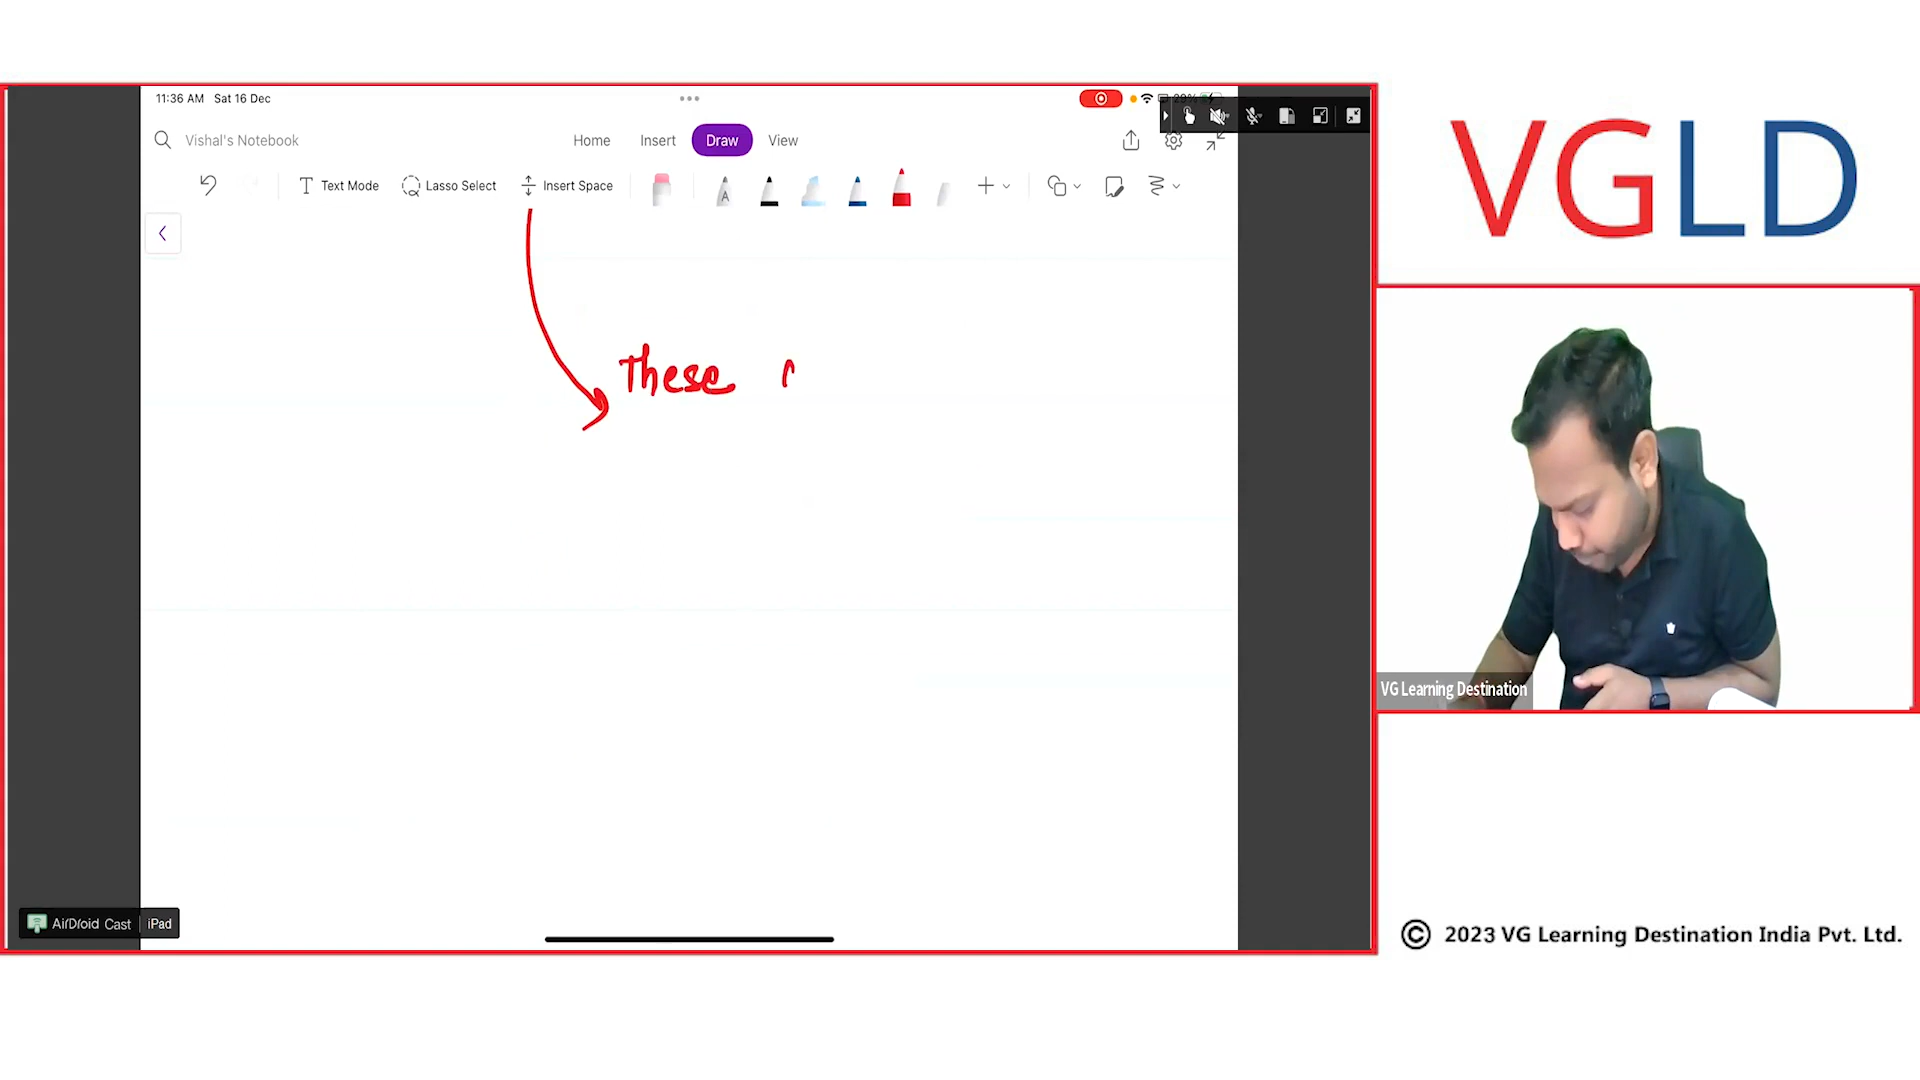 11:36 AM Sat 16 Dec
29%
VGLD
Vishal's Notebook
Home Insert Draw View
Text Mode Lasso Select Insert Space
A
These
VG Learning Destination
AirDroid Cast iPad
© 2023 VG Learning Destination India Pvt. Ltd.